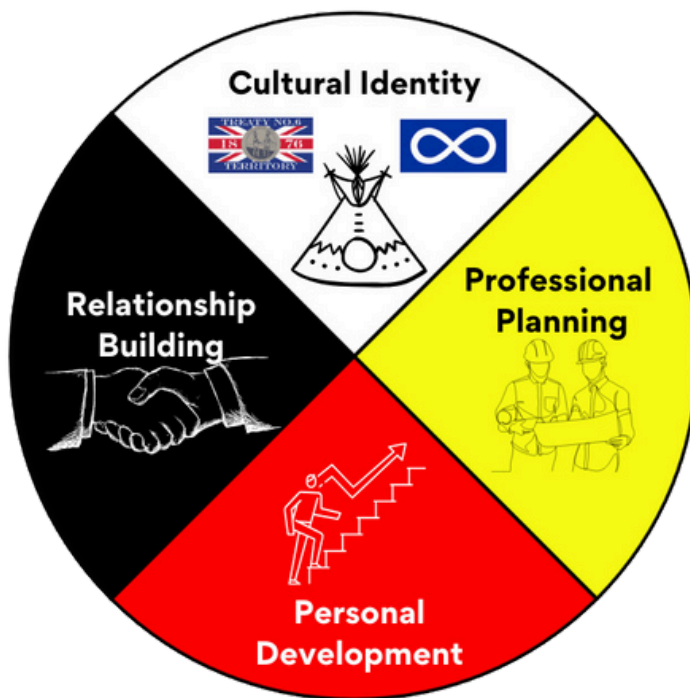 Cultural Identity
TREATY NO.6
18 76
TERRITORY
Relationship
Building
Professional
Planning
Personal
Development